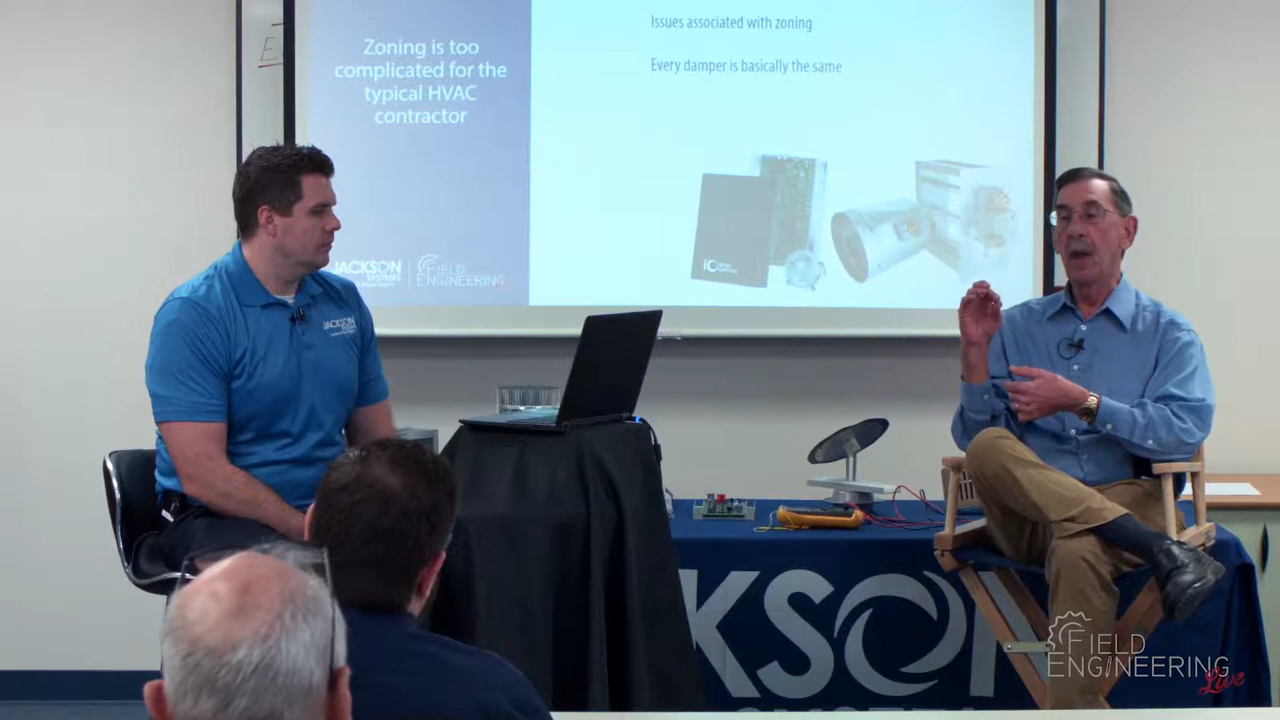 Zoning is too
complicated for the
typical HVAC
contractor
Issues associated with zoning
Every damper is basically the same
JACKSON
SYSTEMS
FIELD
ENGINEERING
JACKSON
KSON
FIELD
ENGINEERING
Live